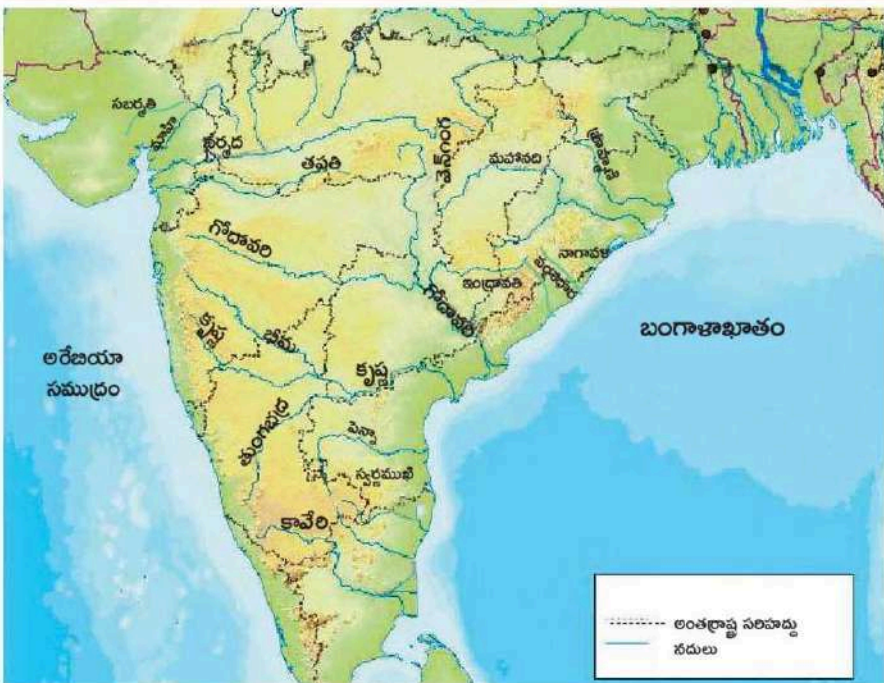 సబర్మతి
మాహి
నర్మద
తపతి
వైన్‌గంగ
మహానది
బ్రాహ్మణి
గోదావరి
నాగావళి
వంశధార
ఇంద్రావతి
గోదావరి
బంగాళాఖాతం
కృష్ణ
భీమ
అరేబియా
సముద్రం
కృష్ణ
తుంగభద్ర
పెన్నా
స్వర్ణముఖి
కావేరి
అంతర్రాష్ట్ర సరిహద్దు
నదులు